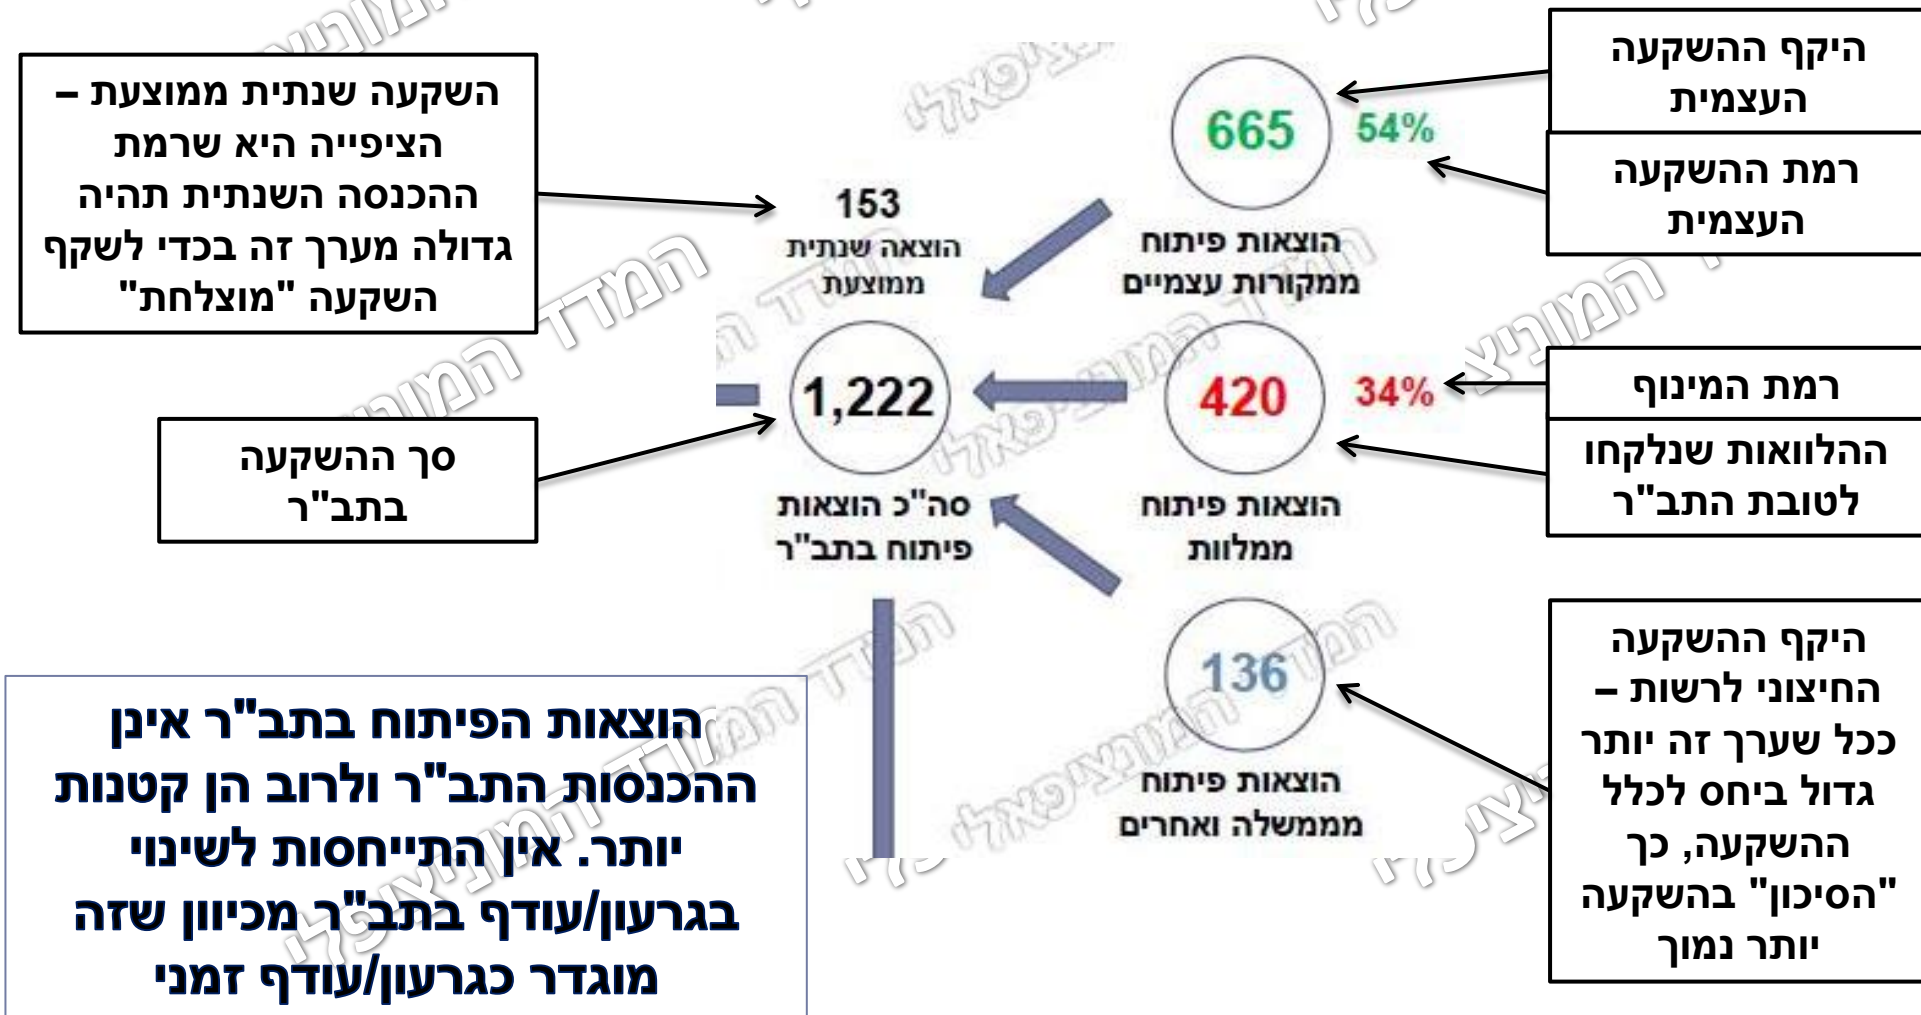 היקף ההשקעה
העצמית
רמת ההשקעה
העצמית
665
54%
הוצאות פיתוח
ממקורות עצמיים
השקעה שנתית ממוצעת –
הציפייה היא שרמת
ההכנסה השנתית תהיה
גדולה מערך זה בכדי לשקף
השקעה "מוצלחת"
153
הוצאה שנתית
ממוצעת
רמת המינוף
ההלוואות שנלקחו
לטובת התב"ר
420
34%
הוצאות פיתוח
ממלוות
1,222
סה"כ הוצאות
פיתוח בתב"ר
סך ההשקעה
בתב"ר
היקף ההשקעה
החיצוני לרשות –
ככל שערך זה יותר
גדול ביחס לכלל
ההשקעה, כך
"הסיכון" בהשקעה
יותר נמוך
136
הוצאות פיתוח
מממשלה ואחרים
הוצאות הפיתוח בתב"ר אינן
ההכנסות התב"ר ולרוב הן קטנות
יותר. אין התייחסות לשינוי
בגרעון/עודף בתב"ר מכיוון שזה
מוגדר כגרעון/עודף זמני